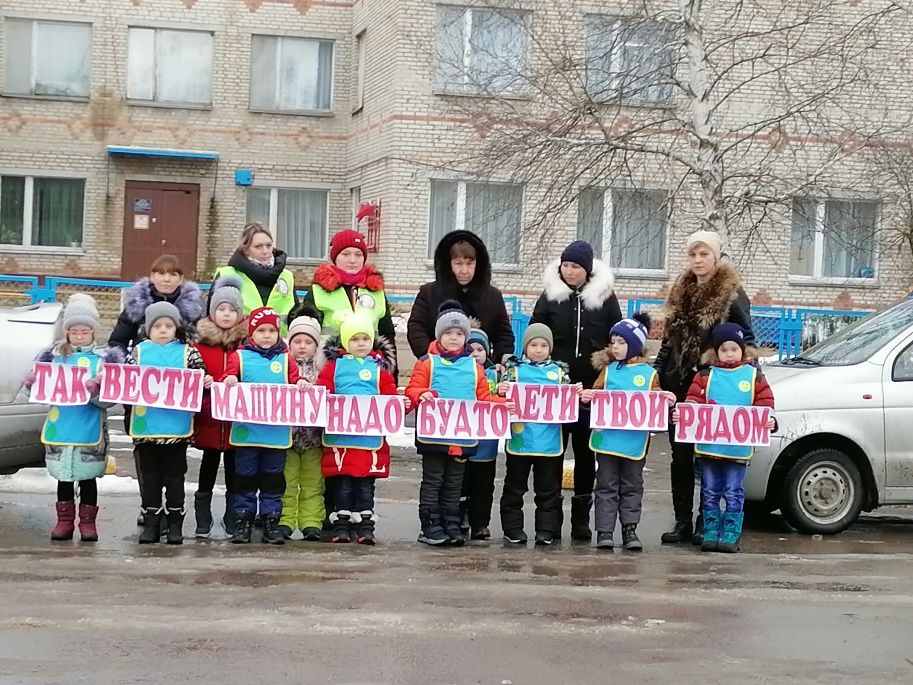 ТАК ВЕСТИ МАШИНУ НАДО БУДТО ДЕТИ ТВОИ РЯДОМ